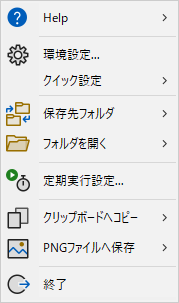 Help
環境設定...
クイック設定
保存先フォルダ
フォルダを開く
定期実行設定...
クリップボードへコピー
PNGファイルへ保存
終了